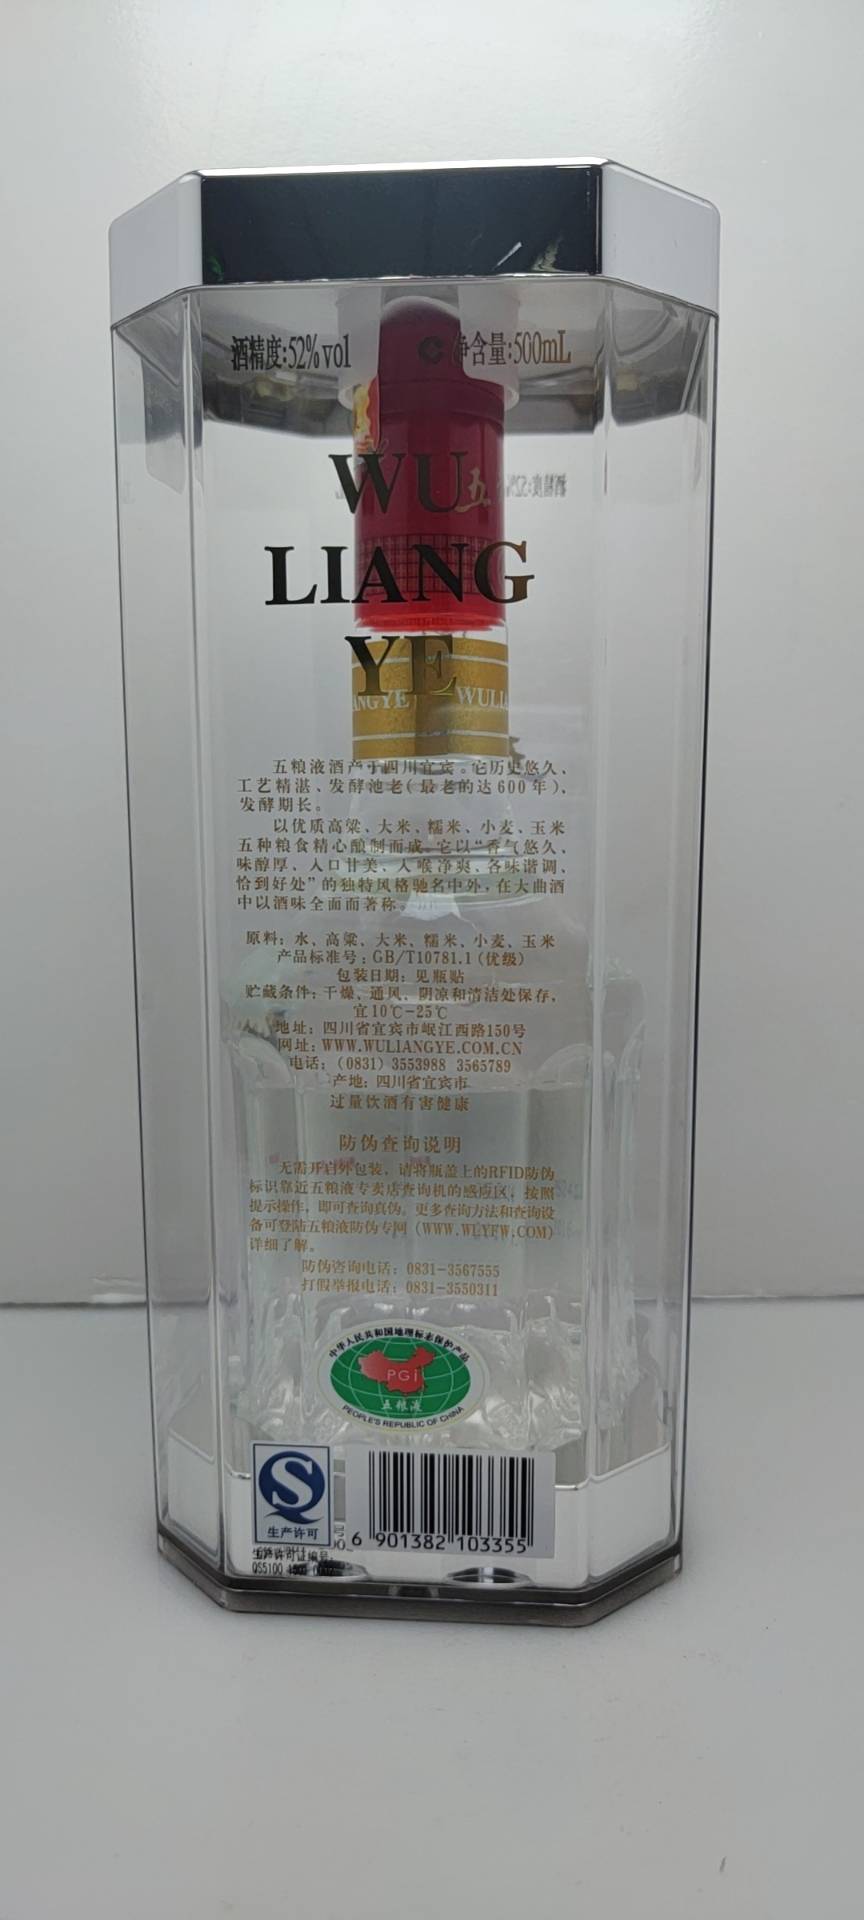 酒精度:52%vol
净含量:500mL
WU
LIANG
YE
五
ANGYE WULIA
五粮液酒产于四川宜宾。它历史悠久、
工艺精湛、发酵池老(最老的达600年),
发酵期长。
以优质高粱、大米、糯米、小麦、玉米
五种粮食精心酿制而成。它以“香气悠久、
味醇厚、入口甘美、入喉净爽、各味谐调、
恰到好处”的独特风格驰名中外,在大曲酒
中以酒味全面而著称。
原料: 水、高粱、大米、糯米、小麦、玉米
产品标准号: GB/T10781.1(优级)
包装日期: 见瓶贴
贮藏条件: 干燥、通风、阴凉和清洁处保存,
宜10℃-25℃
地址: 四川省宜宾市岷江西路150号
网址: WWW.WULIANGYE.COM.CN
电话: (0831) 3553988 3565789
产地: 四川省宜宾市
过量饮酒有害健康
防伪查询说明
无需开启外包装, 请将瓶盖上的RFID防伪
标识靠近五粮液专卖店查询机的感应区, 按照
提示操作, 即可查询真伪。更多查询方法和查询设
备可登陆五粮液防伪专网 (WWW.WLYFW.COM)
详细了解。
防伪咨询电话: 0831-3567555
打假举报电话: 0831-3550311
中华人民共和国地理标志保护产品
PGI
五粮液
PEOPLE'S REPUBLIC OF CHINA
生产许可
生产许可证编号:
QS5100
6 901382 103355